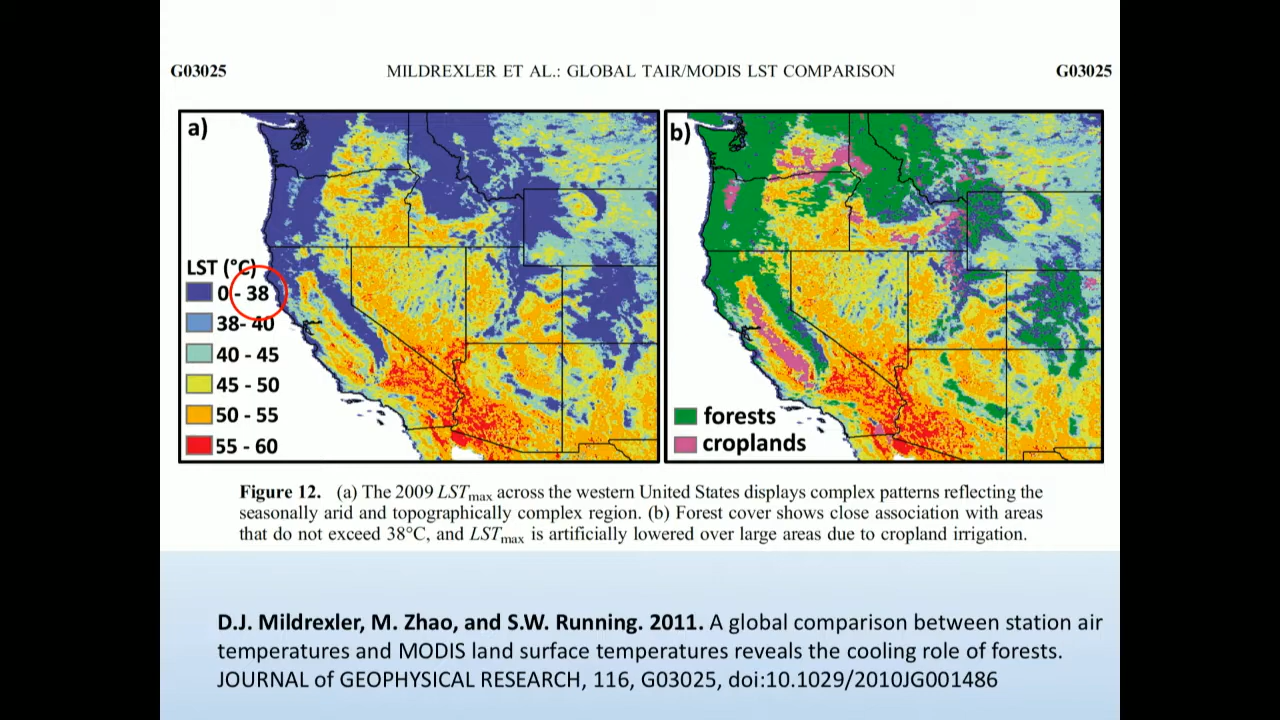 G03025 MILDREXLER ET AL.: GLOBAL TAIR/MODIS LST COMPARISON G03025
a)
LST (°C)
0 - 38
38- 40
40 - 45
45 - 50
50 - 55
55 - 60
b)
forests
croplands
Figure 12. (a) The 2009 LSTmax across the western United States displays complex patterns reflecting the
seasonally arid and topographically complex region. (b) Forest cover shows close association with areas
that do not exceed 38°C, and LSTmax is artificially lowered over large areas due to cropland irrigation.
D.J. Mildrexler, M. Zhao, and S.W. Running. 2011. A global comparison between station air
temperatures and MODIS land surface temperatures reveals the cooling role of forests.
JOURNAL of GEOPHYSICAL RESEARCH, 116, G03025, doi:10.1029/2010JG001486